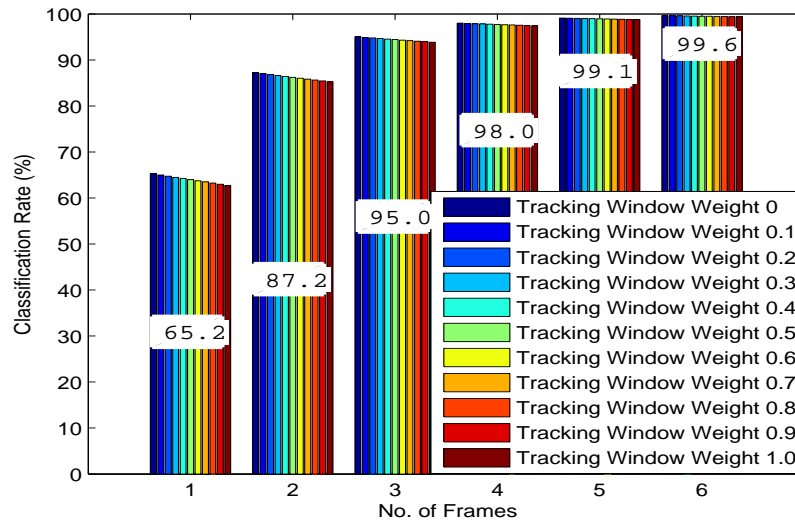 100
90
80
70
60
50
40
30
20
10
0
Classification Rate (%)
65.2
87.2
95.0
98.0
99.1
99.6
Tracking Window Weight 0
Tracking Window Weight 0.1
Tracking Window Weight 0.2
Tracking Window Weight 0.3
Tracking Window Weight 0.4
Tracking Window Weight 0.5
Tracking Window Weight 0.6
Tracking Window Weight 0.7
Tracking Window Weight 0.8
Tracking Window Weight 0.9
Tracking Window Weight 1.0
1 2 3 4 5 6
No. of Frames